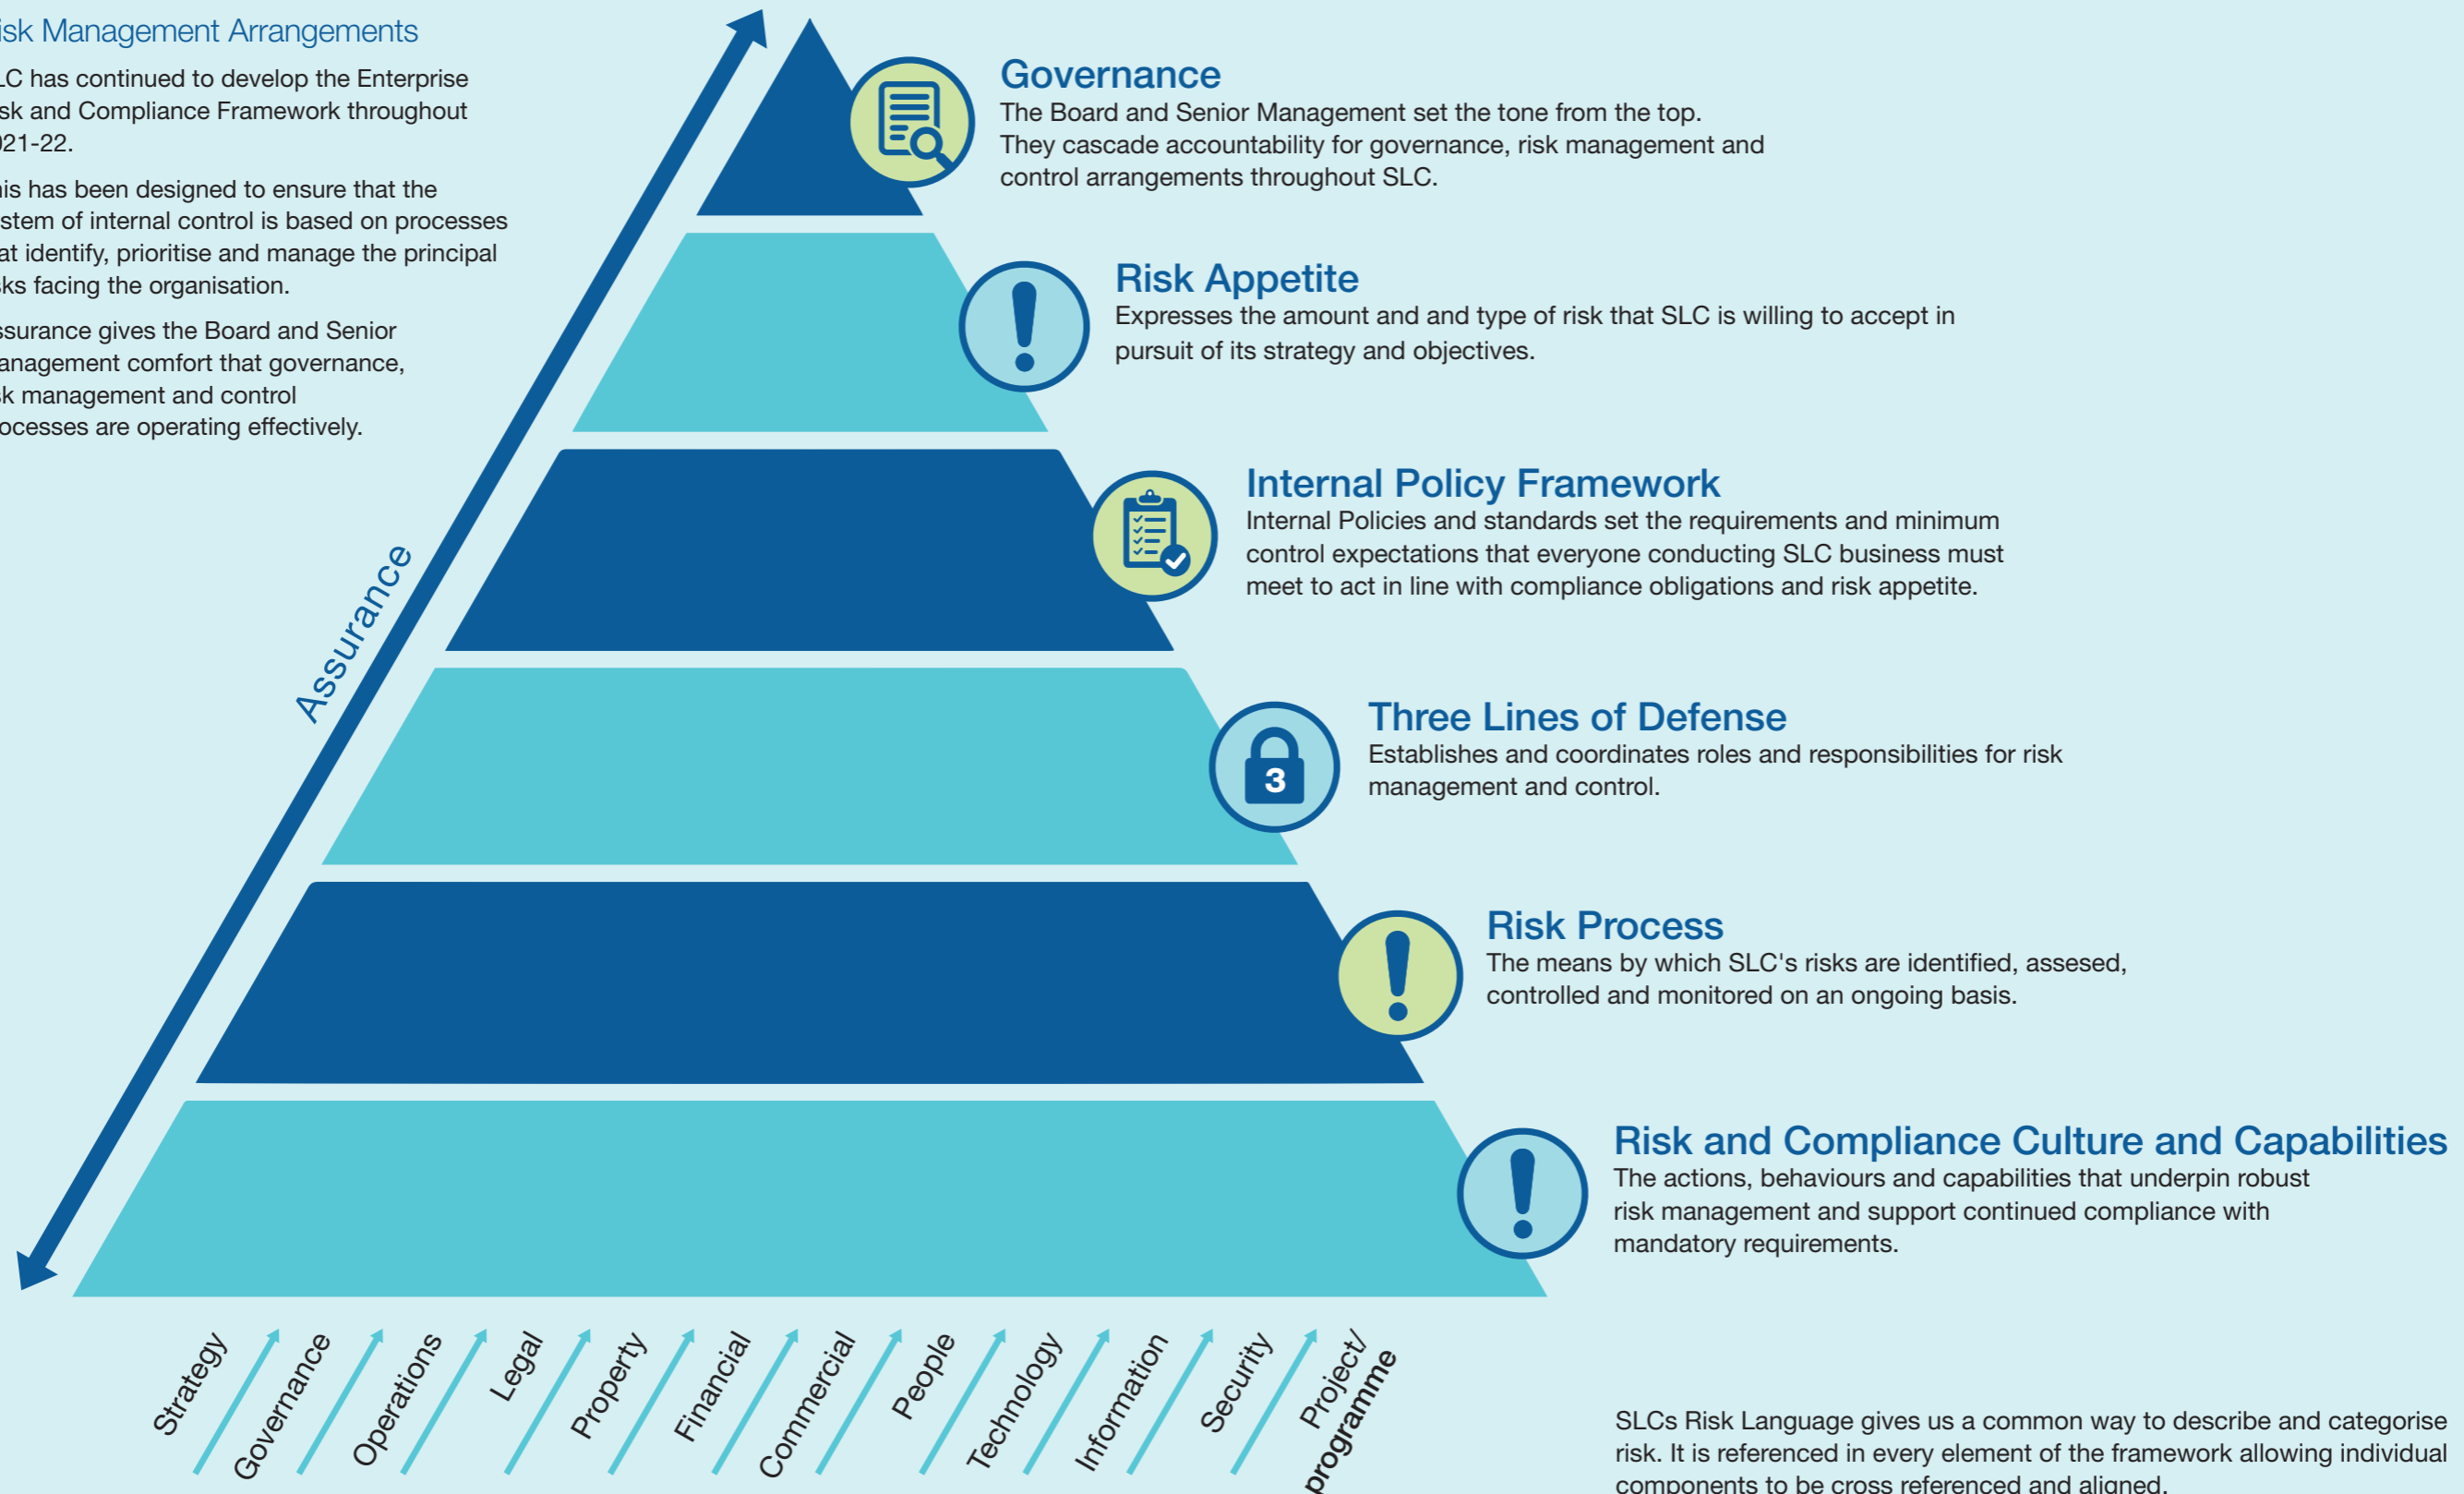 isk Management Arrangements
LC has continued to develop the Enterprise
sk and Compliance Framework throughout
021-22.
his has been designed to ensure that the
stem of internal control is based on processes
at identify, prioritise and manage the principal
sks facing the organisation.
ssurance gives the Board and Senior
anagement comfort that governance,
sk management and control
ocesses are operating effectively.
Assurance
Governance
The Board and Senior Management set the tone from the top.
They cascade accountability for governance, risk management and
control arrangements throughout SLC.
Risk Appetite
Expresses the amount and and type of risk that SLC is willing to accept in
pursuit of its strategy and objectives.
Internal Policy Framework
Internal Policies and standards set the requirements and minimum
control expectations that everyone conducting SLC business must
meet to act in line with compliance obligations and risk appetite.
3
Three Lines of Defense
Establishes and coordinates roles and responsibilities for risk
management and control.
Risk Process
The means by which SLC's risks are identified, assesed,
controlled and monitored on an ongoing basis.
Risk and Compliance Culture and Capabilities
The actions, behaviours and capabilities that underpin robust
risk management and support continued compliance with
mandatory requirements.
Strategy
Governance
Operations
Legal
Property
Financial
Commercial
People
Technology
Information
Security
Project/
programme
SLCs Risk Language gives us a common way to describe and categorise
risk. It is referenced in every element of the framework allowing individual
components to be cross referenced and aligned.